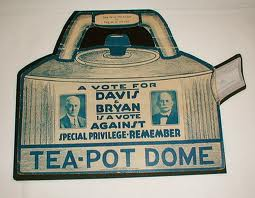 A VOTE FOR
DAVIS
&
BRYAN
IS A VOTE
AGAINST
SPECIAL PRIVILEGE-REMEMBER
TEA-POT DOME